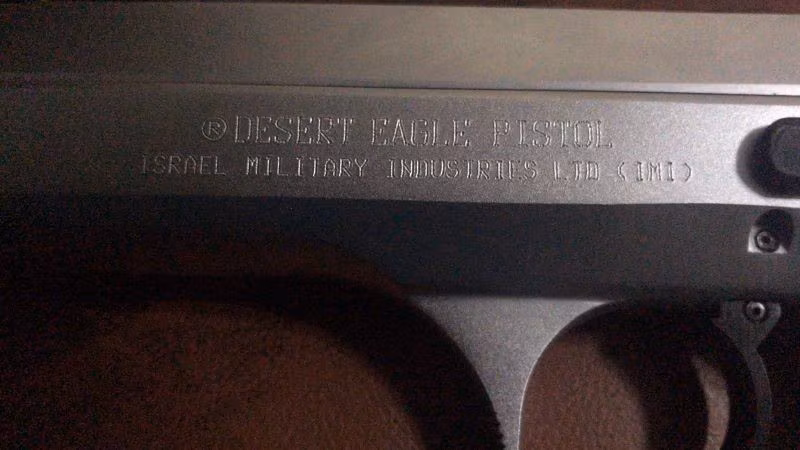 ® DESERT EAGLE PISTOL
ISRAEL MILITARY INDUSTRIES LTD (IMI)